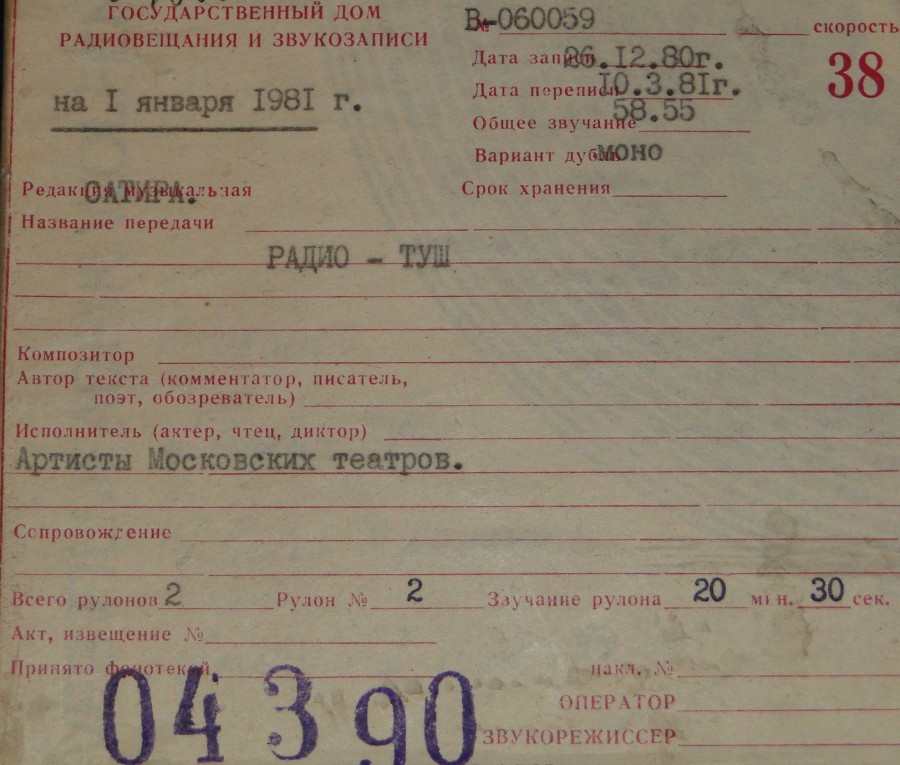 ГОСУДАРСТВЕННЫЙ ДОМ
РАДИОВЕЩАНИЯ И ЗВУКОЗАПИСИ
на I января 1981 г.
№ В-060059
скорость
38
Дата записи 26.12.80г.
Дата переписи 10.3.81г.
Общее звучание 58.55
Вариант дубль моно
Срок хранения
Редакция музыкальная САТИРА.
Название передачи
РАДИО - ТУШ
Композитор
Автор текста (комментатор, писатель,
поэт, обозреватель)
Исполнитель (актер, чтец, диктор)
Артисты Московских театров.
Сопровождение
Всего рулонов 2 Рулон № 2 Звучание рулона 20 мин. 30 сек.
Акт, извещение №
Принято фонотекой
накл. №
04390
ОПЕРАТОР
ЗВУКОРЕЖИССЕР